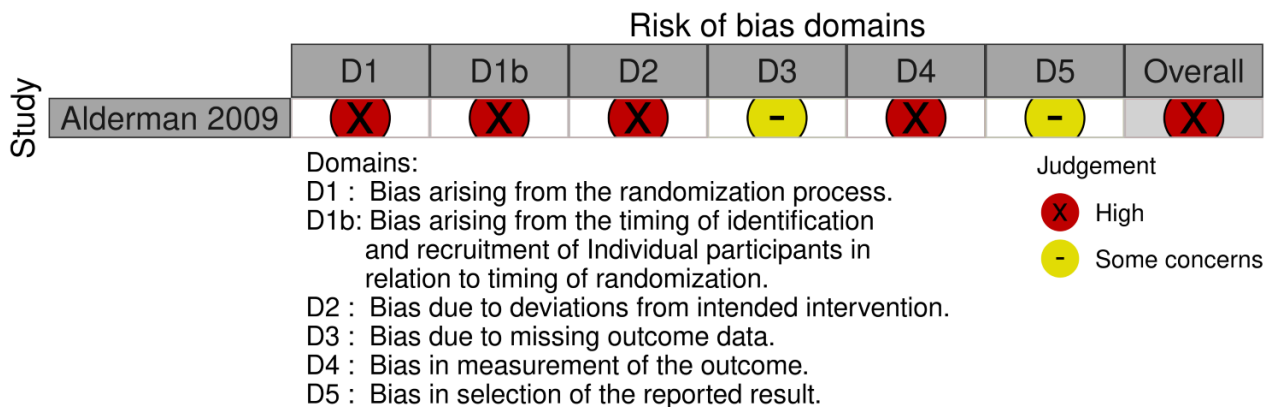 Risk of bias domains
D1 D1b D2 D3 D4 D5 Overall
Study
Alderman 2009 X X X - X - X
Domains:
D1 : Bias arising from the randomization process.
D1b: Bias arising from the timing of identification
and recruitment of Individual participants in
relation to timing of randomization.
D2 : Bias due to deviations from intended intervention.
D3 : Bias due to missing outcome data.
D4 : Bias in measurement of the outcome.
D5 : Bias in selection of the reported result.
Judgement
X High
- Some concerns